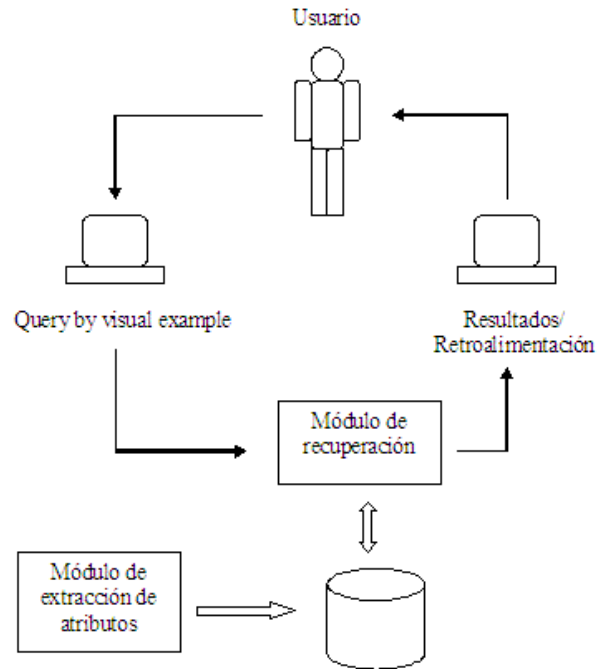 Usuario
Query by visual example
Resultados/
Retroalimentación
Módulo de
recuperación
Módulo de
extracción de
atributos